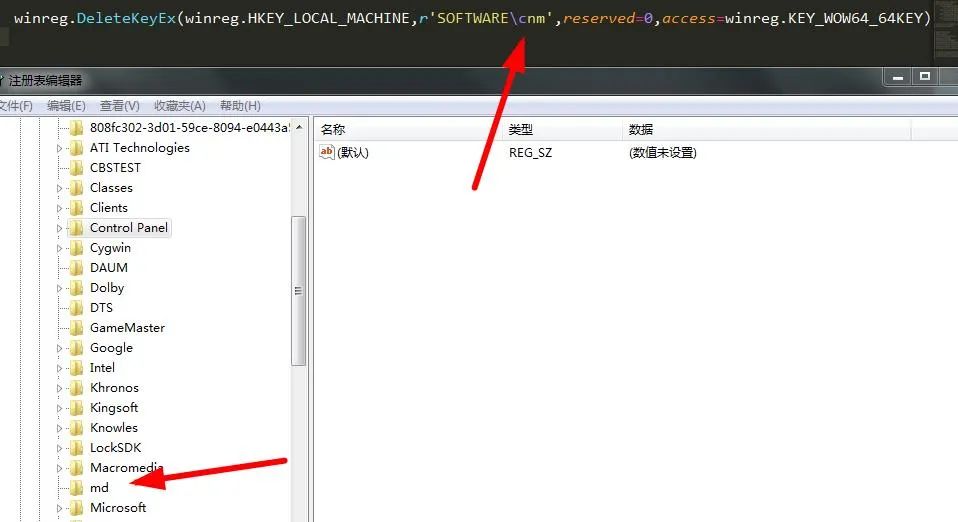 winreg.DeleteKeyEx(winreg.HKEY_LOCAL_MACHINE,r'SOFTWARE\cnm',reserved=0,access=winreg.KEY_WOW64_64KEY)
注册表编辑器
文件(F) 编辑(E) 查看(V) 收藏夹(A) 帮助(H)
808fc302-3d01-59ce-8094-e0443a5
ATI Technologies
CBSTEST
Classes
Clients
Control Panel
Cygwin
DAUM
Dolby
DTS
GameMaster
Google
Intel
Khronos
Kingsoft
Knowles
LockSDK
Macromedia
md
Microsoft
名称 类型 数据
ab (默认) REG_SZ (数值未设置)